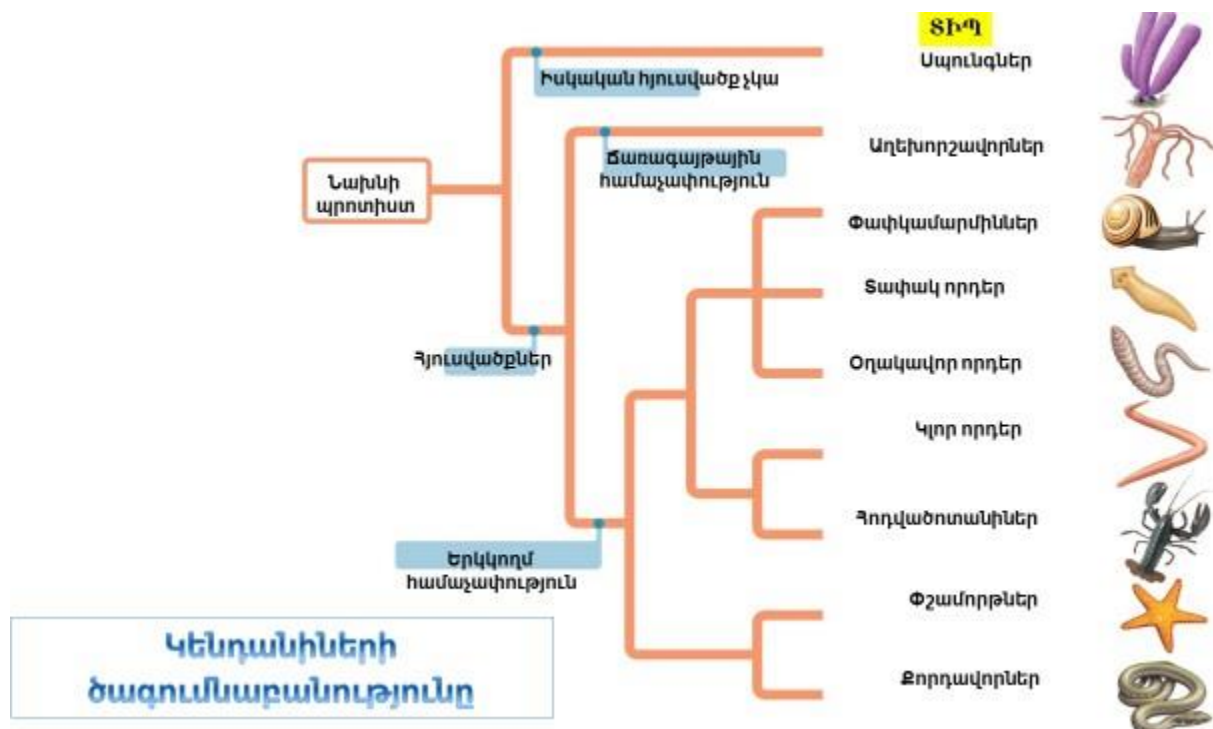 ՏԻՊ
Սպունգներ
Իսկական հյուսվածք չկա
Աղեխորշավորներ
Ճառագայթային
համաչափություն
Նախնի
պրոտիստ
Փափկամարմիններ
Տափակ որդեր
Հյուսվածքներ
Օղակավոր որդեր
Կլոր որդեր
Հոդվածոտանիներ
Երկկողմ
համաչափություն
Փշամորթներ
Քորդավորներ
Կենդանիների
ծագումնաբանությունը